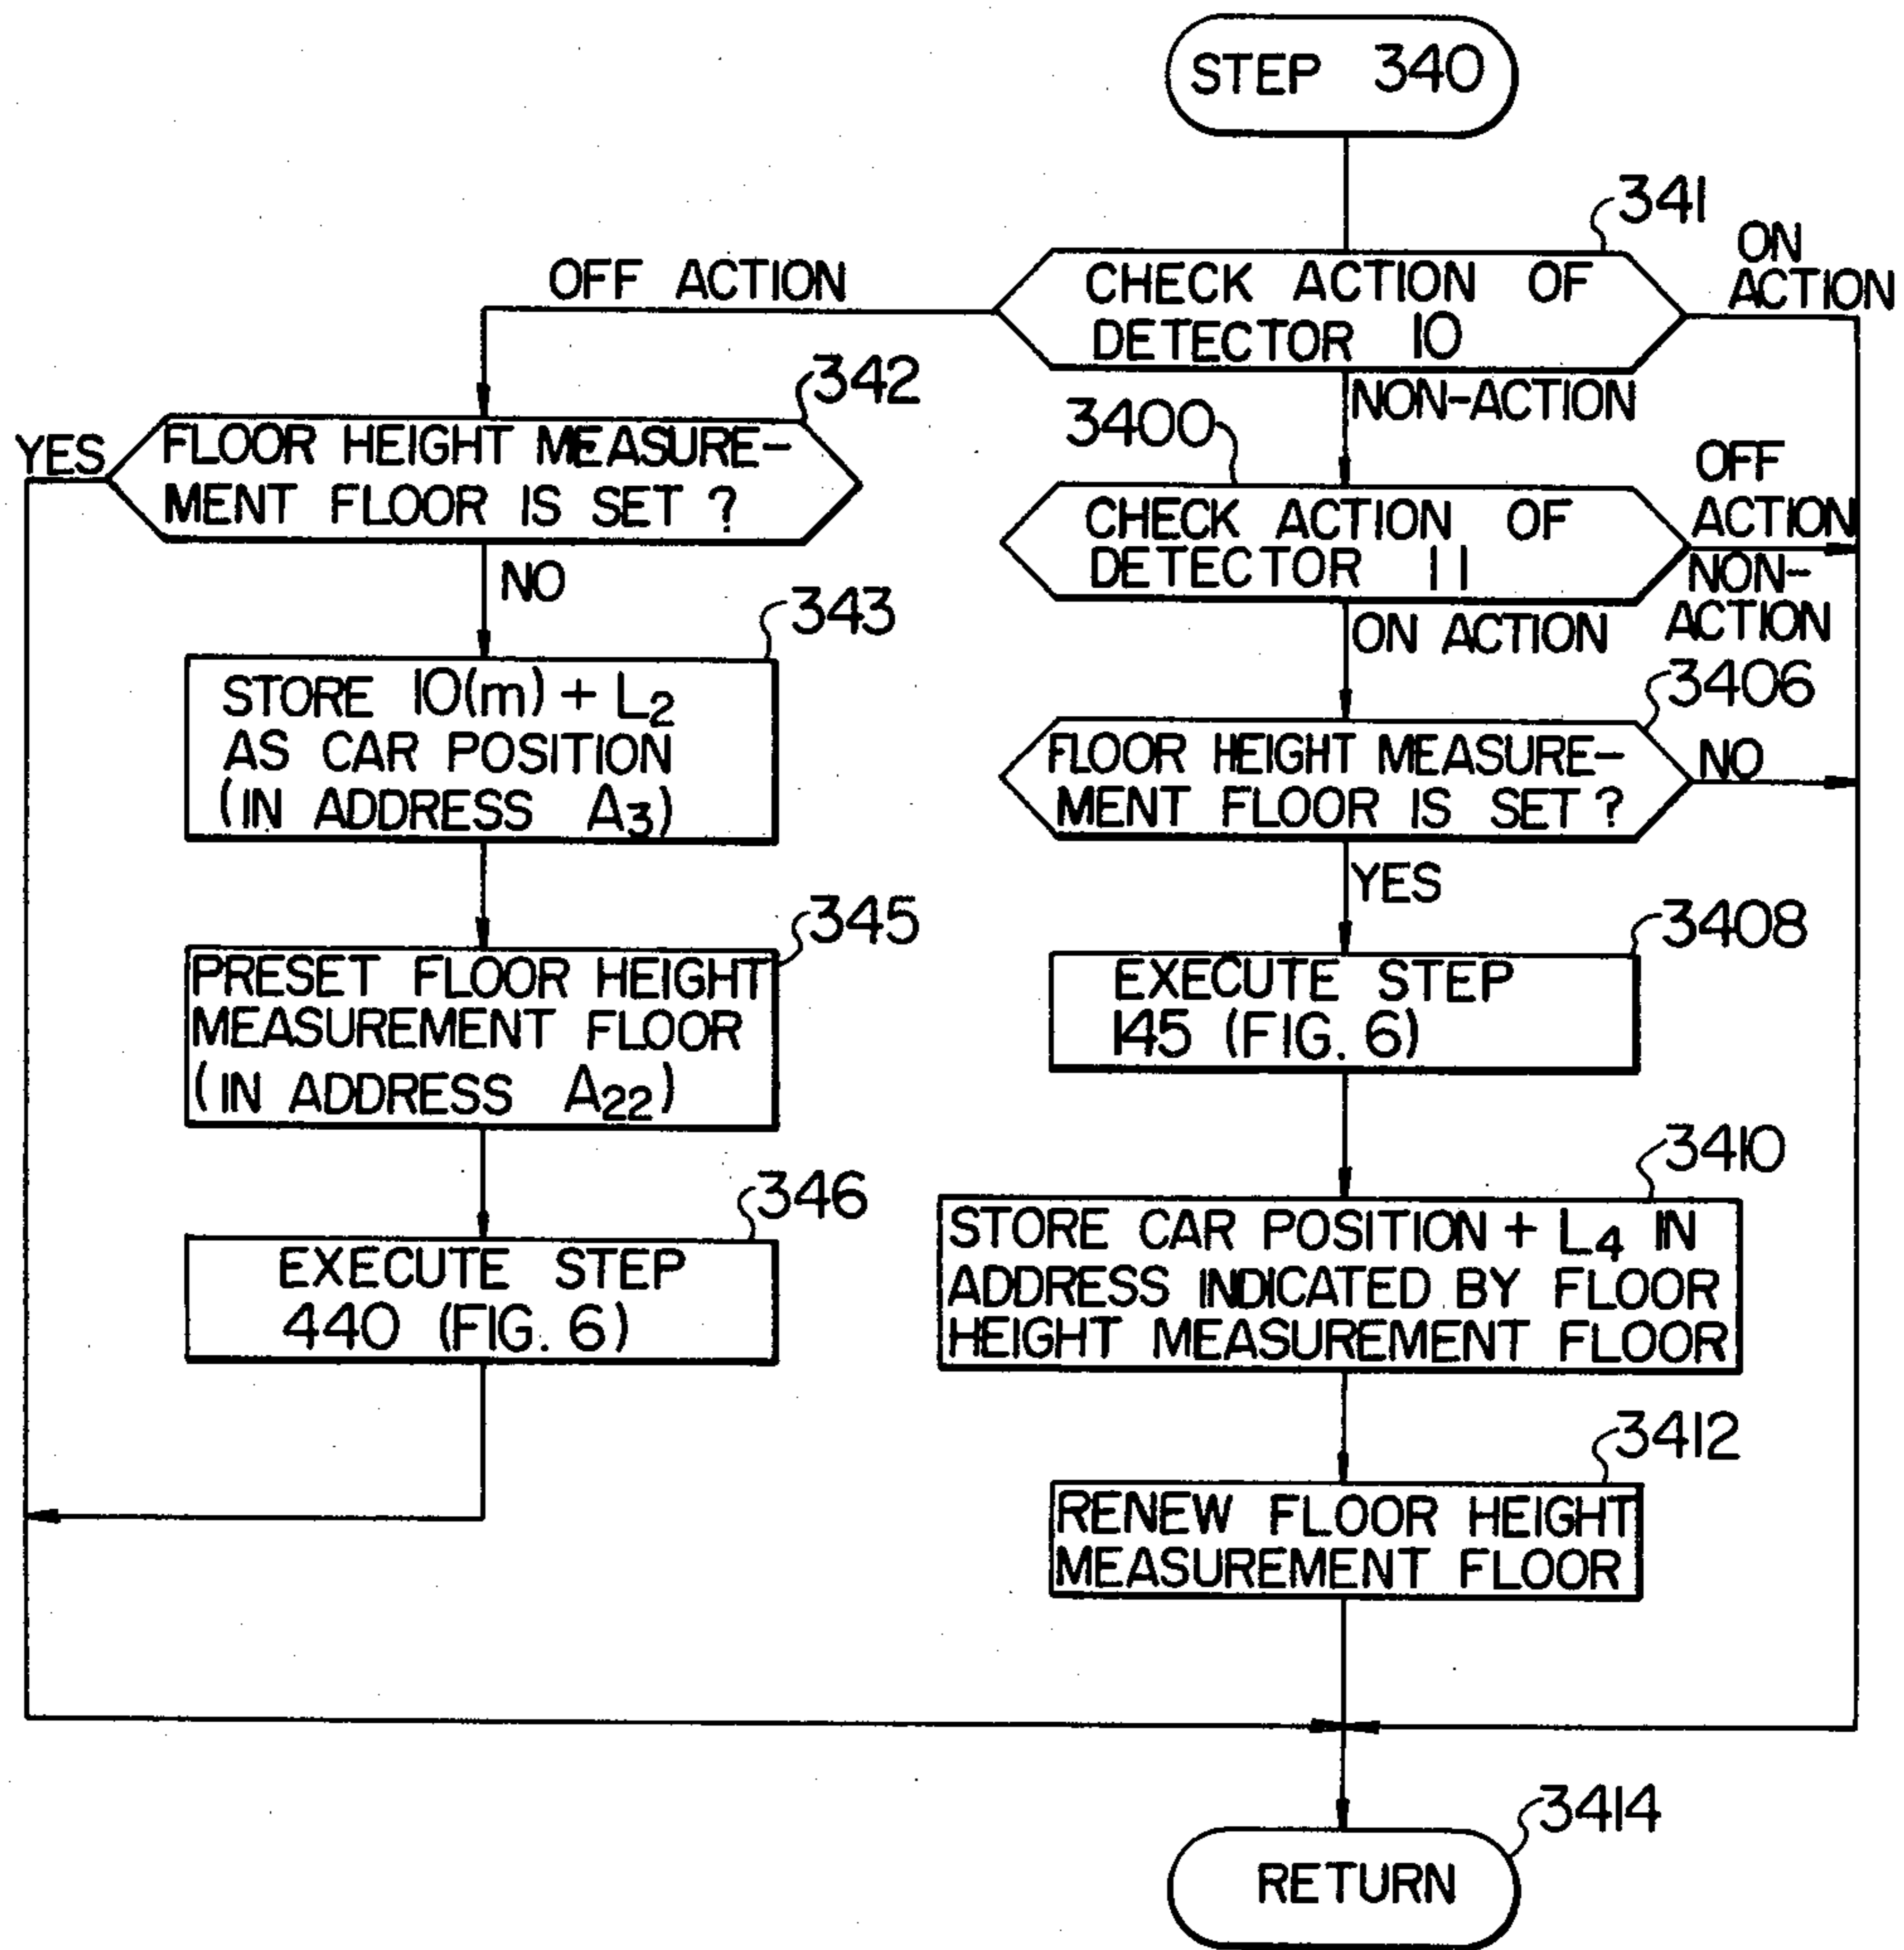 STEP 340
341
ON
ACTION
OFF ACTION
CHECK ACTION OF
DETECTOR 10
342
NON-ACTION
3400
YES
FLOOR HEIGHT MEASURE-
MENT FLOOR IS SET ?
OFF
ACTION
CHECK ACTION OF
DETECTOR 11
NON-
ACTION
NO
343
ON ACTION
3406
STORE 10(m) + L2
AS CAR POSITION
(IN ADDRESS A3)
FLOOR HEIGHT MEASURE-
MENT FLOOR IS SET ?
NO
YES
345
3408
PRESET FLOOR HEIGHT
MEASUREMENT FLOOR
(IN ADDRESS A22)
EXECUTE STEP
145 (FIG. 6)
346
3410
EXECUTE STEP
440 (FIG. 6)
STORE CAR POSITION + L4 IN
ADDRESS INDICATED BY FLOOR
HEIGHT MEASUREMENT FLOOR
3412
RENEW FLOOR HEIGHT
MEASUREMENT FLOOR
3414
RETURN